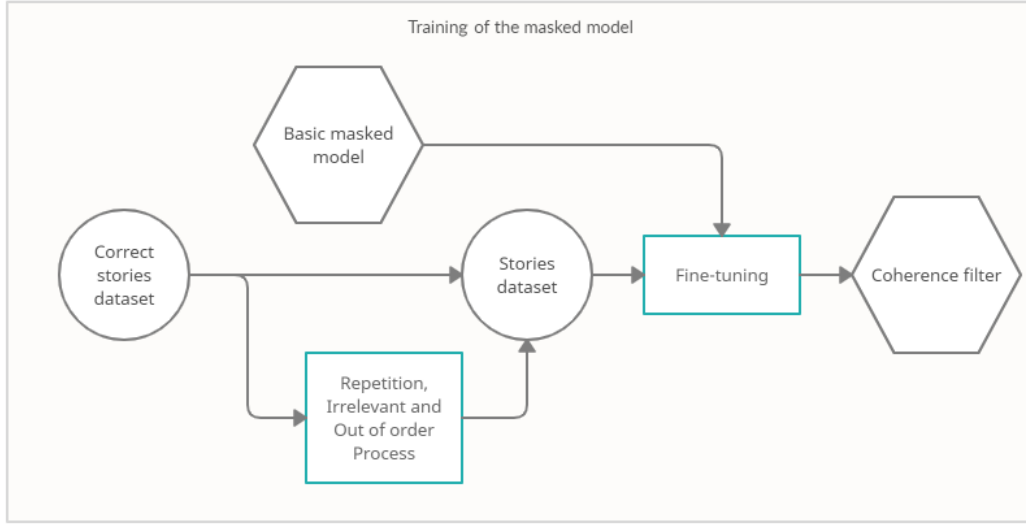 Training of the masked model
Basic masked
model
Correct
stories
dataset
Stories
dataset
Fine-tuning
Coherence filter
Repetition,
Irrelevant and
Out of order
Process